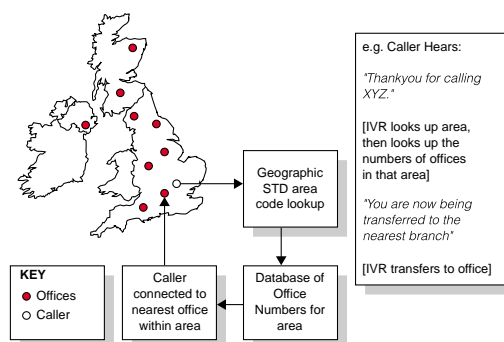 e.g. Caller Hears:
"Thankyou for calling
XYZ."
[IVR looks up area,
then looks up the
numbers of offices
in that area]
"You are now being
transferred to the
nearest branch"
[IVR transfers to office]
Geographic
STD area
code lookup
KEY
Offices
Caller
Caller
connected to
nearest office
within area
Database of
Office
Numbers for
area